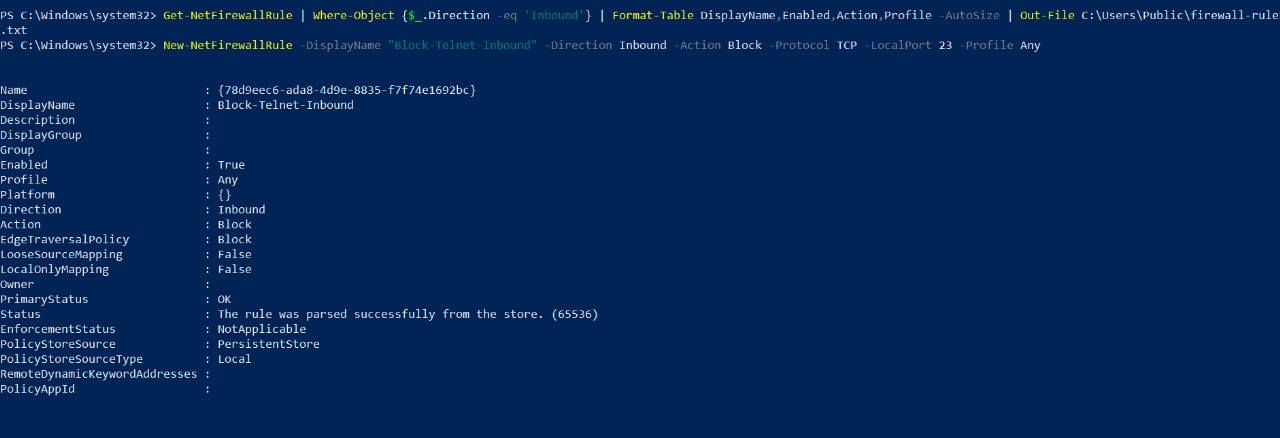 PS C:\Windows\system32> Get-NetFirewallRule | Where-Object {$_.Direction -eq 'Inbound'} | Format-Table DisplayName,Enabled,Action,Profile -AutoSize | Out-File C:\Users\Public\firewall-rule
.txt
PS C:\Windows\system32> New-NetFirewallRule -DisplayName "Block-Telnet-Inbound" -Direction Inbound -Action Block -Protocol TCP -LocalPort 23 -Profile Any
Name : {78d9eec6-ada8-4d9e-8835-f7f74e1692bc}
DisplayName : Block-Telnet-Inbound
Description :
DisplayGroup :
Group :
Enabled : True
Profile : Any
Platform : {}
Direction : Inbound
Action : Block
EdgeTraversalPolicy : Block
LooseSourceMapping : False
LocalOnlyMapping : False
Owner :
PrimaryStatus : OK
Status : The rule was parsed successfully from the store. (65536)
EnforcementStatus : NotApplicable
PolicyStoreSource : PersistentStore
PolicyStoreSourceType : Local
RemoteDynamicKeywordAddresses :
PolicyAppId :